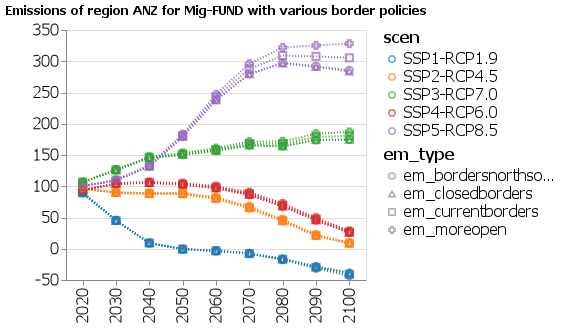 Emissions of region ANZ for Mig-FUND with various border policies
350
300
250
200
150
100
50
0
-50
2020
2030
2040
2050
2060
2070
2080
2090
2100
scen
SSP1-RCP1.9
SSP2-RCP4.5
SSP3-RCP7.0
SSP4-RCP6.0
SSP5-RCP8.5
em_type
em_bordersnorthso...
em_closedborders
em_currentborders
em_moreopen